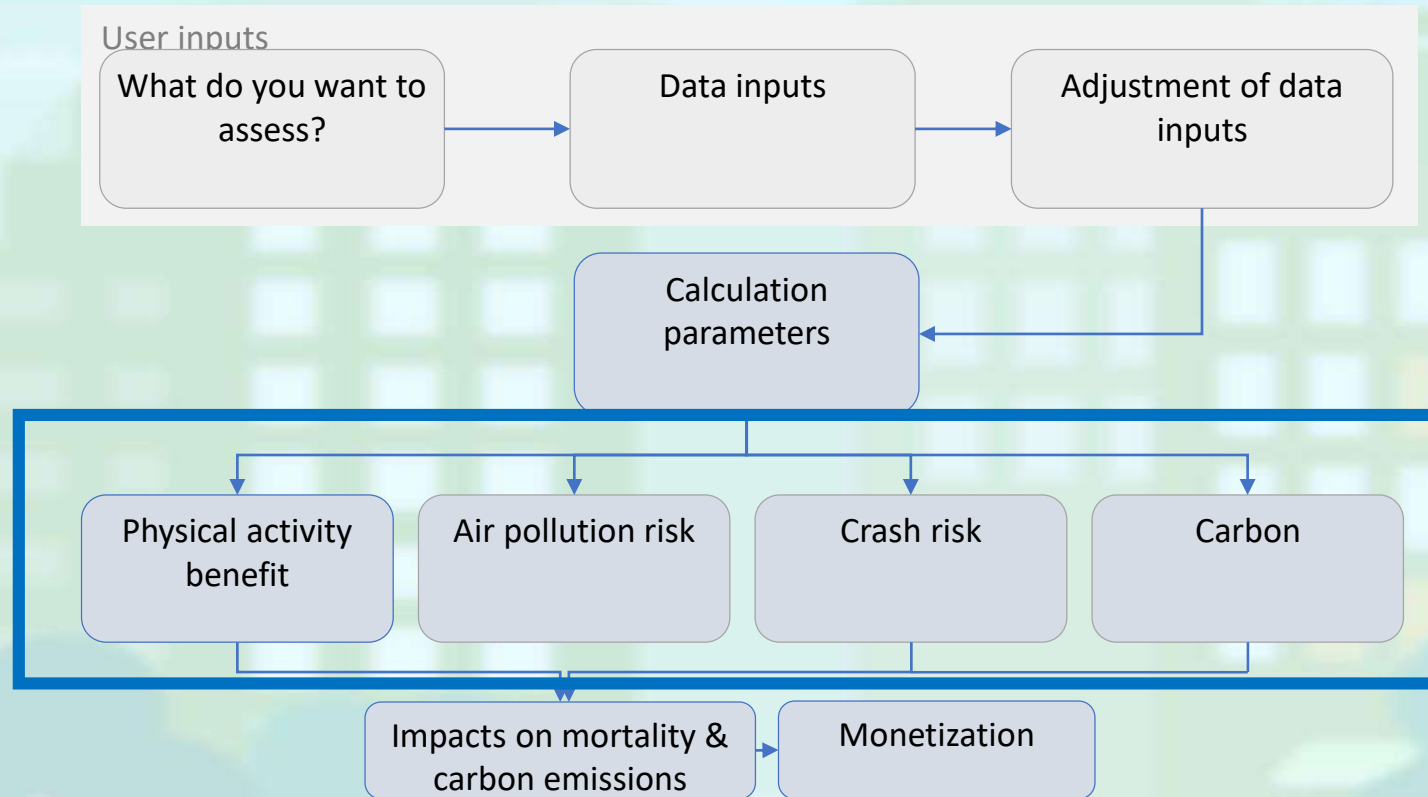 User inputs
What do you want to
assess?
Data inputs
Adjustment of data
inputs
Calculation
parameters
Physical activity
benefit
Air pollution risk
Crash risk
Carbon
Impacts on mortality &
carbon emissions
Monetization